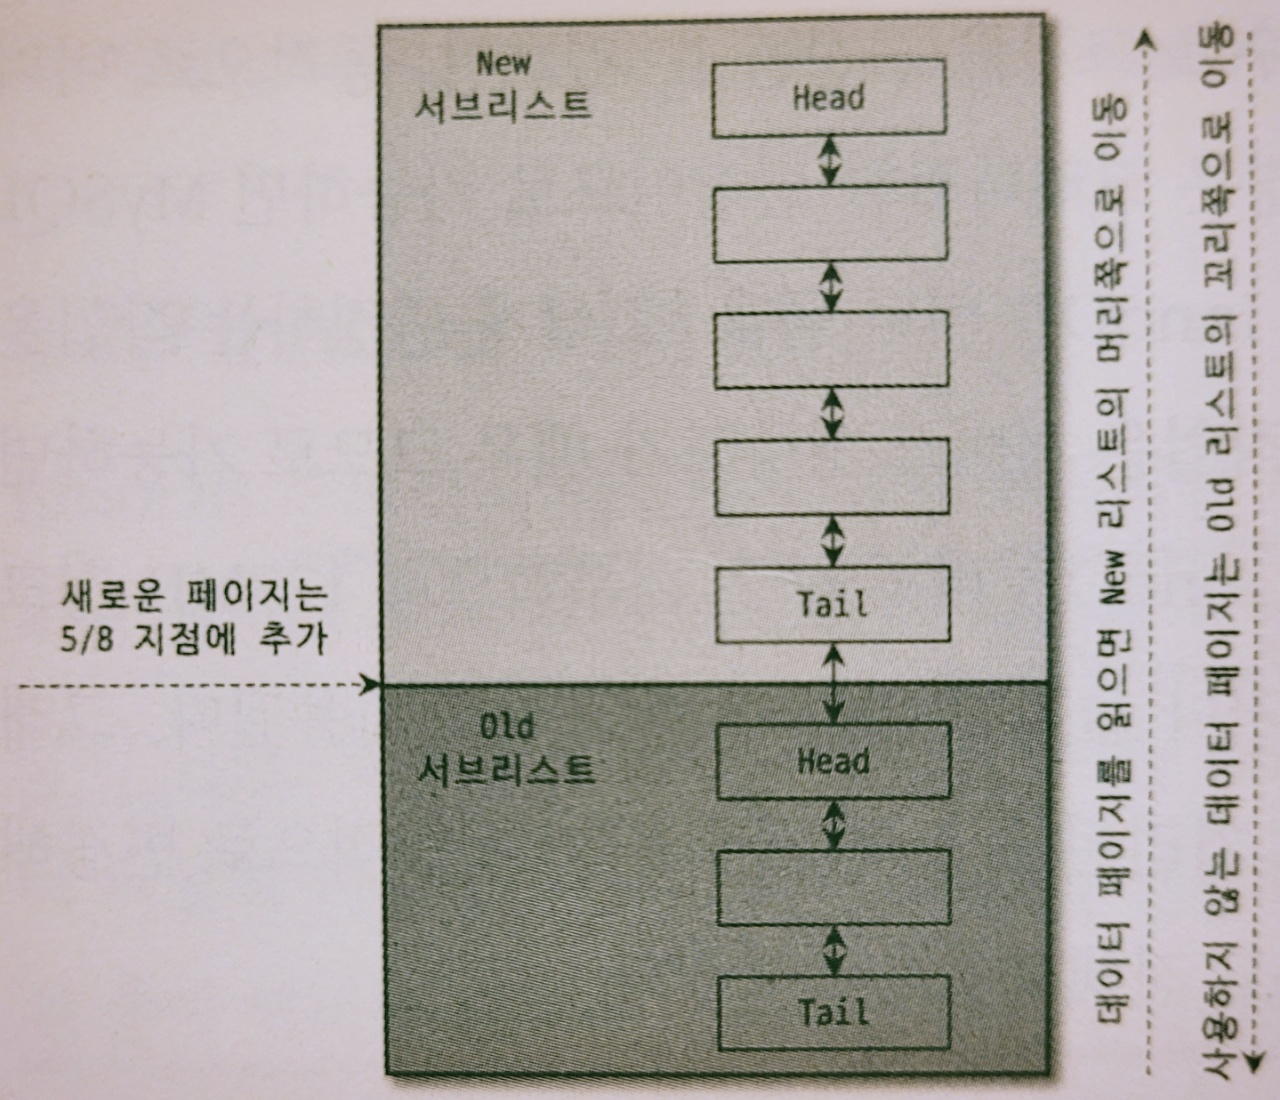 New
서브리스트
Head
Tail
새로운 페이지는
5/8 지점에 추가
Old
서브리스트
Head
Tail
데이터 페이지를 읽으면 New 리스트의 머리쪽으로 이동
사용하지 않는 데이터 페이지는 Old 리스트의 꼬리쪽으로 이동